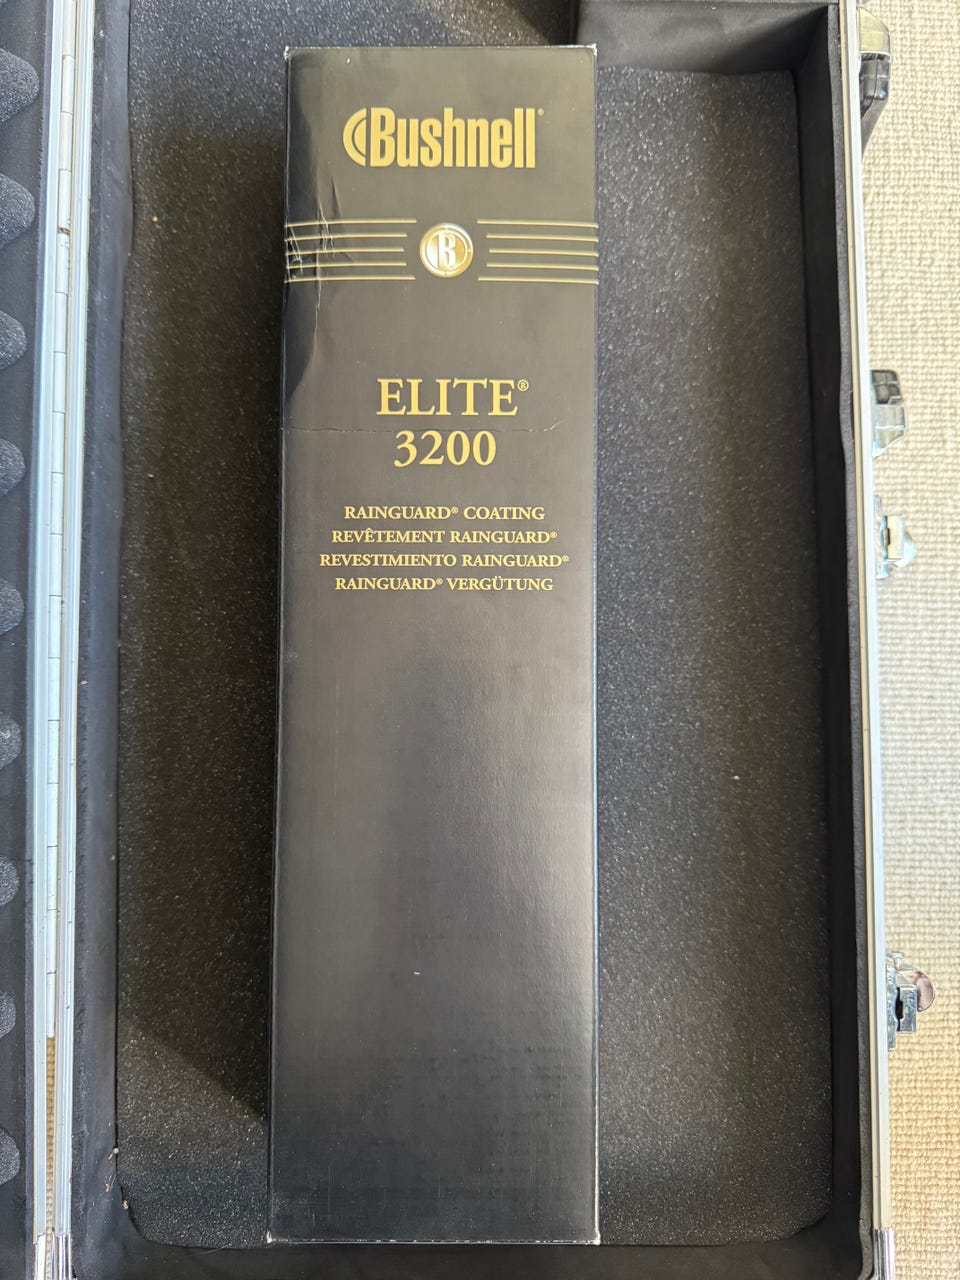 Bushnell®
B
ELITE®
3200
RAINGUARD® COATING
REVÊTEMENT RAINGUARD®
REVESTIMIENTO RAINGUARD®
RAINGUARD® VERGÜTUNG